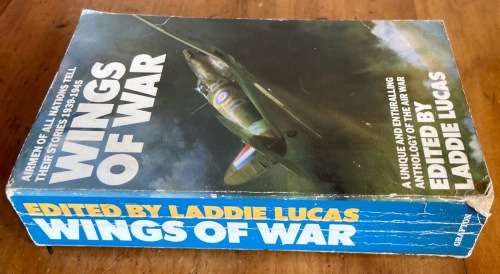 AIRMEN OF ALL NATIONS TELL
THEIR STORIES 1939-1945
WINGS
OF WAR
A UNIQUE AND ENTHRALLING
ANTHOLOGY OF THE AIR WAR
EDITED BY
LADDIE LUCAS
EDITED BY LADDIE LUCAS
WINGS OF WAR
GRAFTON